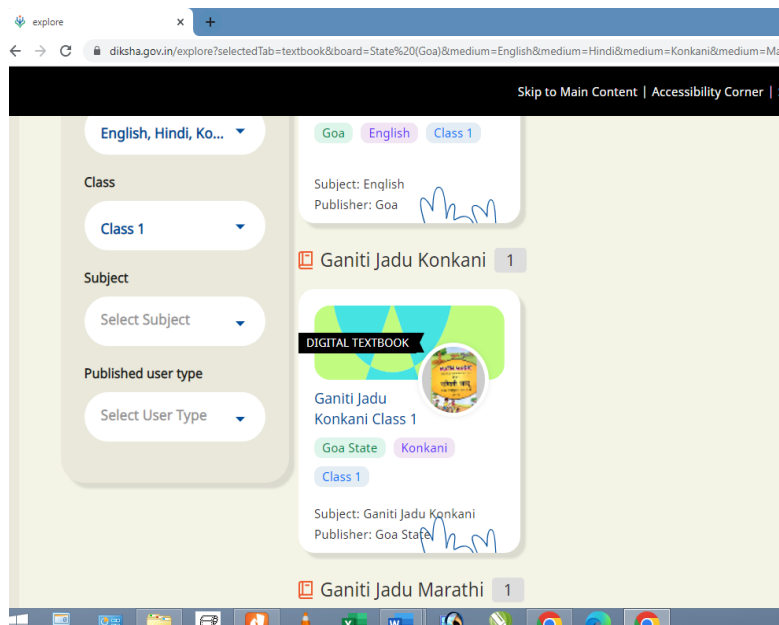 explore
diksha.gov.in/explore?selectedTab=textbook&board=State%20(Goa)&medium=English&medium=Hindi&medium=Konkani&medium=Ma
Skip to Main Content | Accessibility Corner |
English, Hindi, Ko...
Class
Class 1
Subject
Select Subject
Published user type
Select User Type
Goa English Class 1
Subject: English
Publisher: Goa
Ganiti Jadu Konkani 1
DIGITAL TEXTBOOK
MATH MAGIC
Ganiti Jadu
Konkani Class 1
Goa State Konkani
Class 1
Subject: Ganiti Jadu Konkani
Publisher: Goa State
Ganiti Jadu Marathi 1